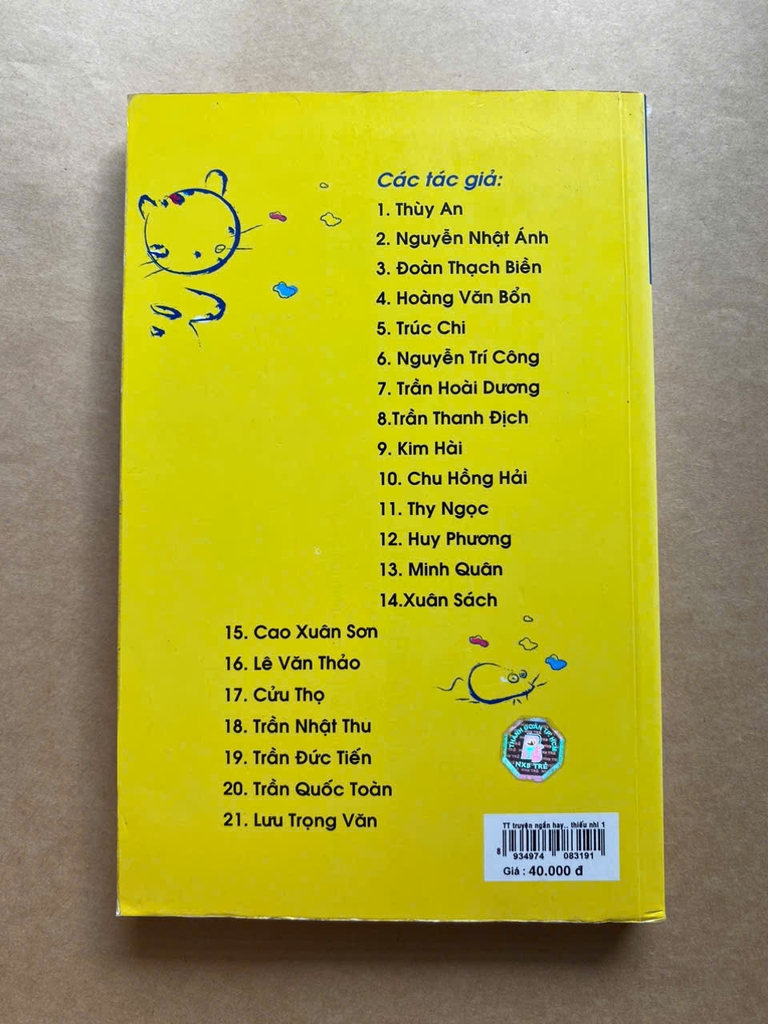 Các tác giả:
1. Thùy An
2. Nguyễn Nhật Ánh
3. Đoàn Thạch Biền
4. Hoàng Văn Bổn
5. Trúc Chi
6. Nguyễn Trí Công
7. Trần Hoài Dương
8.Trần Thanh Địch
9. Kim Hài
10. Chu Hồng Hải
11. Thy Ngọc
12. Huy Phương
13. Minh Quân
14.Xuân Sách
15. Cao Xuân Sơn
16. Lê Văn Thảo
17. Cửu Thọ
18. Trần Nhật Thu
19. Trần Đức Tiến
20. Trần Quốc Toàn
21. Lưu Trọng Văn
THÀNH ĐOÀN TP HCM
NXB TRẺ
TT truyện ngắn hay.. thiếu nhi 1
8 934974 083191
Giá : 40.000 đ